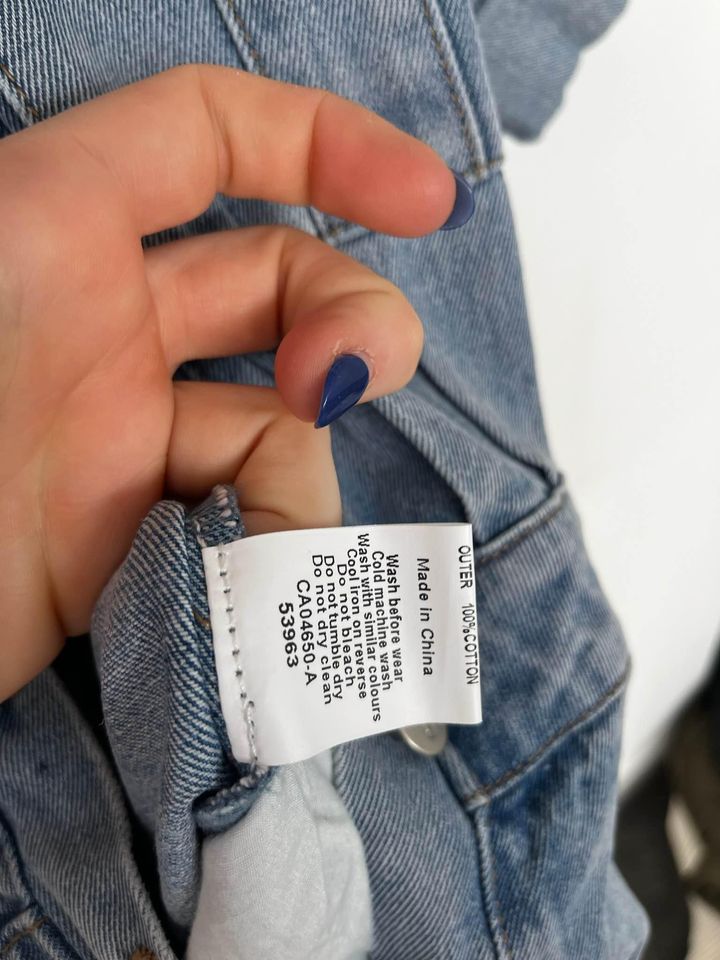 OUTER 100%COTTON
Made in China
Wash before wear
Cold machine wash
Wash with similar colours
Cool iron on reverse
Do not bleach
Do not tumble dry
Do not dry clean
CA04650-A
53963